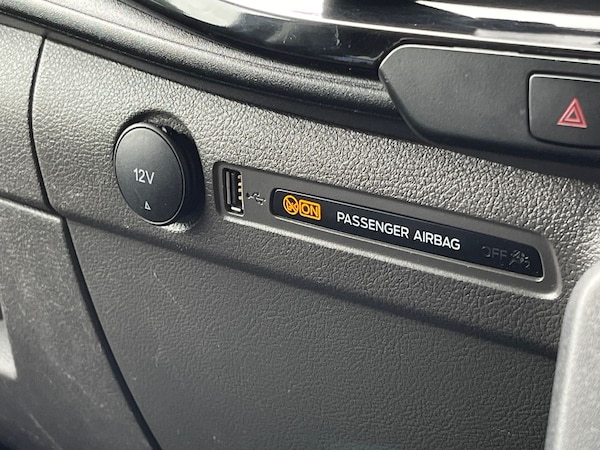 12V
ON PASSENGER AIRBAG OFF